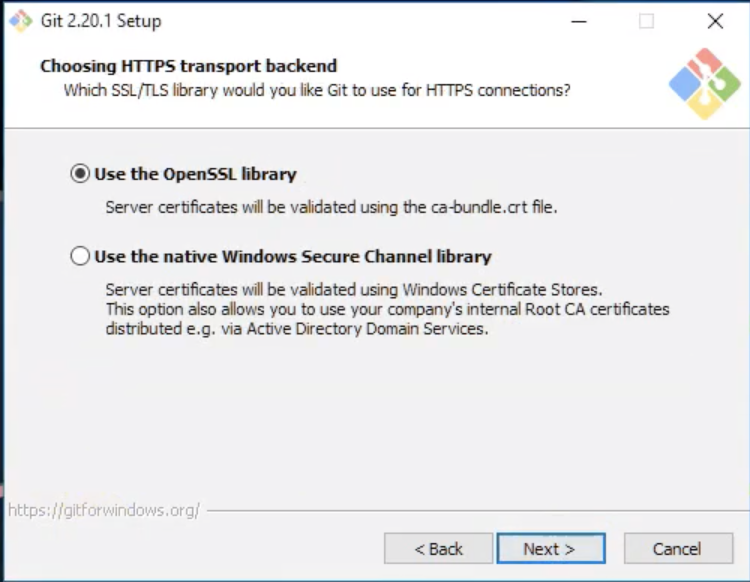 Git 2.20.1 Setup
Choosing HTTPS transport backend
Which SSL/TLS library would you like Git to use for HTTPS connections?
Use the OpenSSL library
Server certificates will be validated using the ca-bundle.crt file.
Use the native Windows Secure Channel library
Server certificates will be validated using Windows Certificate Stores.
This option also allows you to use your company's internal Root CA certificates
distributed e.g. via Active Directory Domain Services.
https://gitforwindows.org/
< Back Next > Cancel